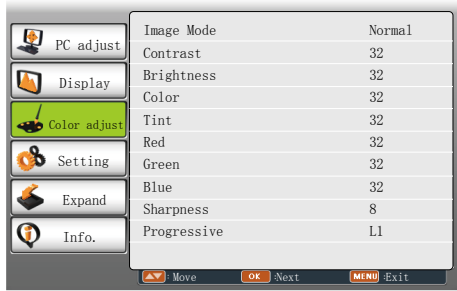 PC adjust
Display
Color adjust
Setting
Expand
Info.
Image Mode Normal
Contrast 32
Brightness 32
Color 32
Tint 32
Red 32
Green 32
Blue 32
Sharpness 8
Progressive L1
▲▼ : Move OK :Next MENU :Exit